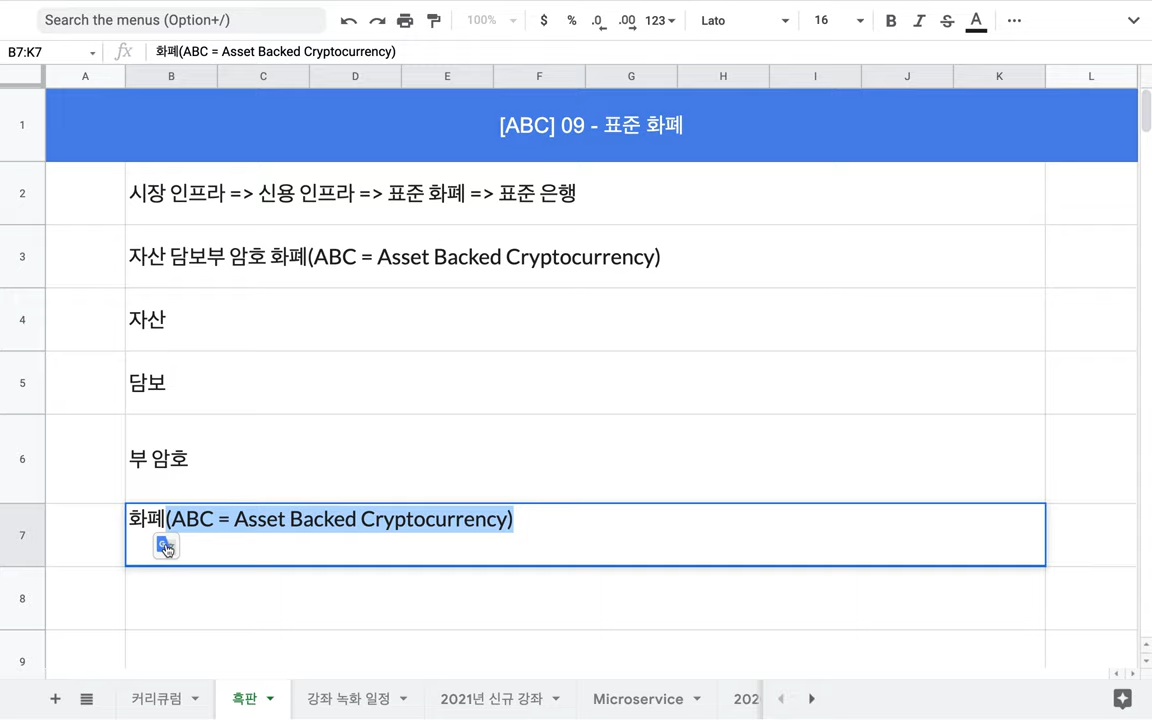 Search the menus (Option+/)
100%
$ % .0 .00 123 Lato 16 B I S A
B7:K7 fx 화폐(ABC = Asset Backed Cryptocurrency)
A B C D E F G H I J K L
1 [ABC] 09 - 표준 화폐
2 시장 인프라 => 신용 인프라 => 표준 화폐 => 표준 은행
3 자산 담보부 암호 화폐(ABC = Asset Backed Cryptocurrency)
4 자산
5 담보
6 부 암호
7 화폐(ABC = Asset Backed Cryptocurrency)
8
9
커리큐럼 흑판 강좌 녹화 일정 2021년 신규 강좌 Microservice 202